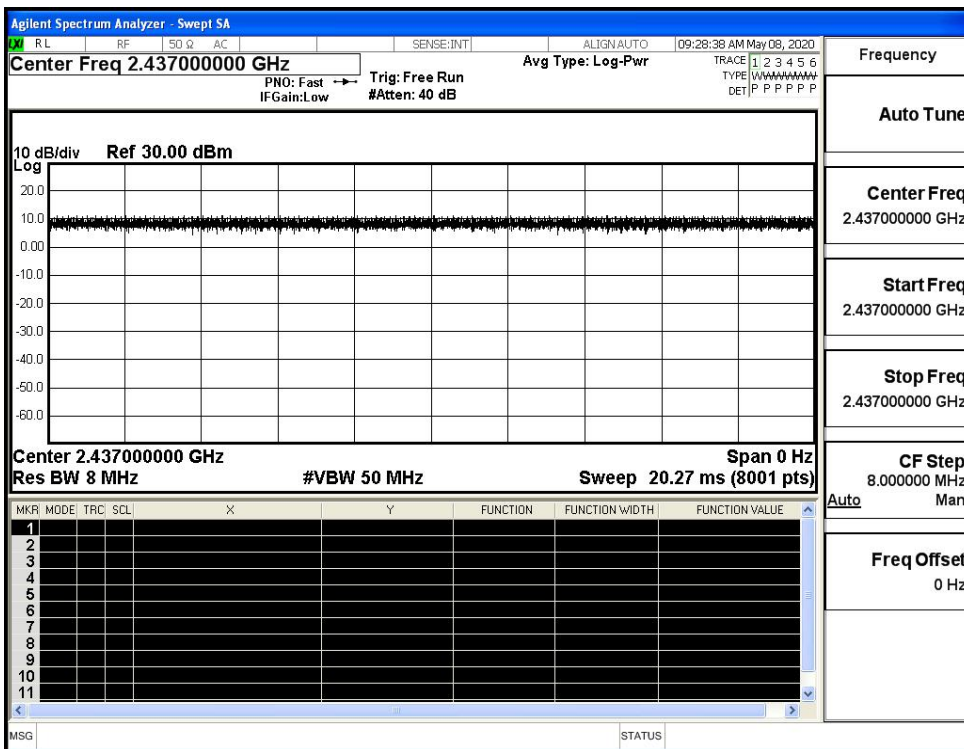 Agilent Spectrum Analyzer - Swept SA
LXI RL RF 50 Ω AC SENSE:INT ALIGN AUTO 09:28:38 AM May 08, 2020
Center Freq 2.437000000 GHz
PNO: Fast
IFGain:Low
Trig: Free Run
#Atten: 40 dB
Avg Type: Log-Pwr
TRACE 1 2 3 4 5 6
TYPE WWWWWW
DET P P P P P P
10 dB/div Ref 30.00 dBm
Log
20.0
10.0
0.00
-10.0
-20.0
-30.0
-40.0
-50.0
-60.0
Center 2.437000000 GHz Span 0 Hz
Res BW 8 MHz #VBW 50 MHz Sweep 20.27 ms (8001 pts)
MKR MODE TRC SCL X Y FUNCTION FUNCTION WIDTH FUNCTION VALUE
1
2
3
4
5
6
7
8
9
10
11
MSG STATUS
Frequency
Auto Tune
Center Freq
2.437000000 GHz
Start Freq
2.437000000 GHz
Stop Freq
2.437000000 GHz
CF Step
8.000000 MHz
Auto Man
Freq Offset
0 Hz